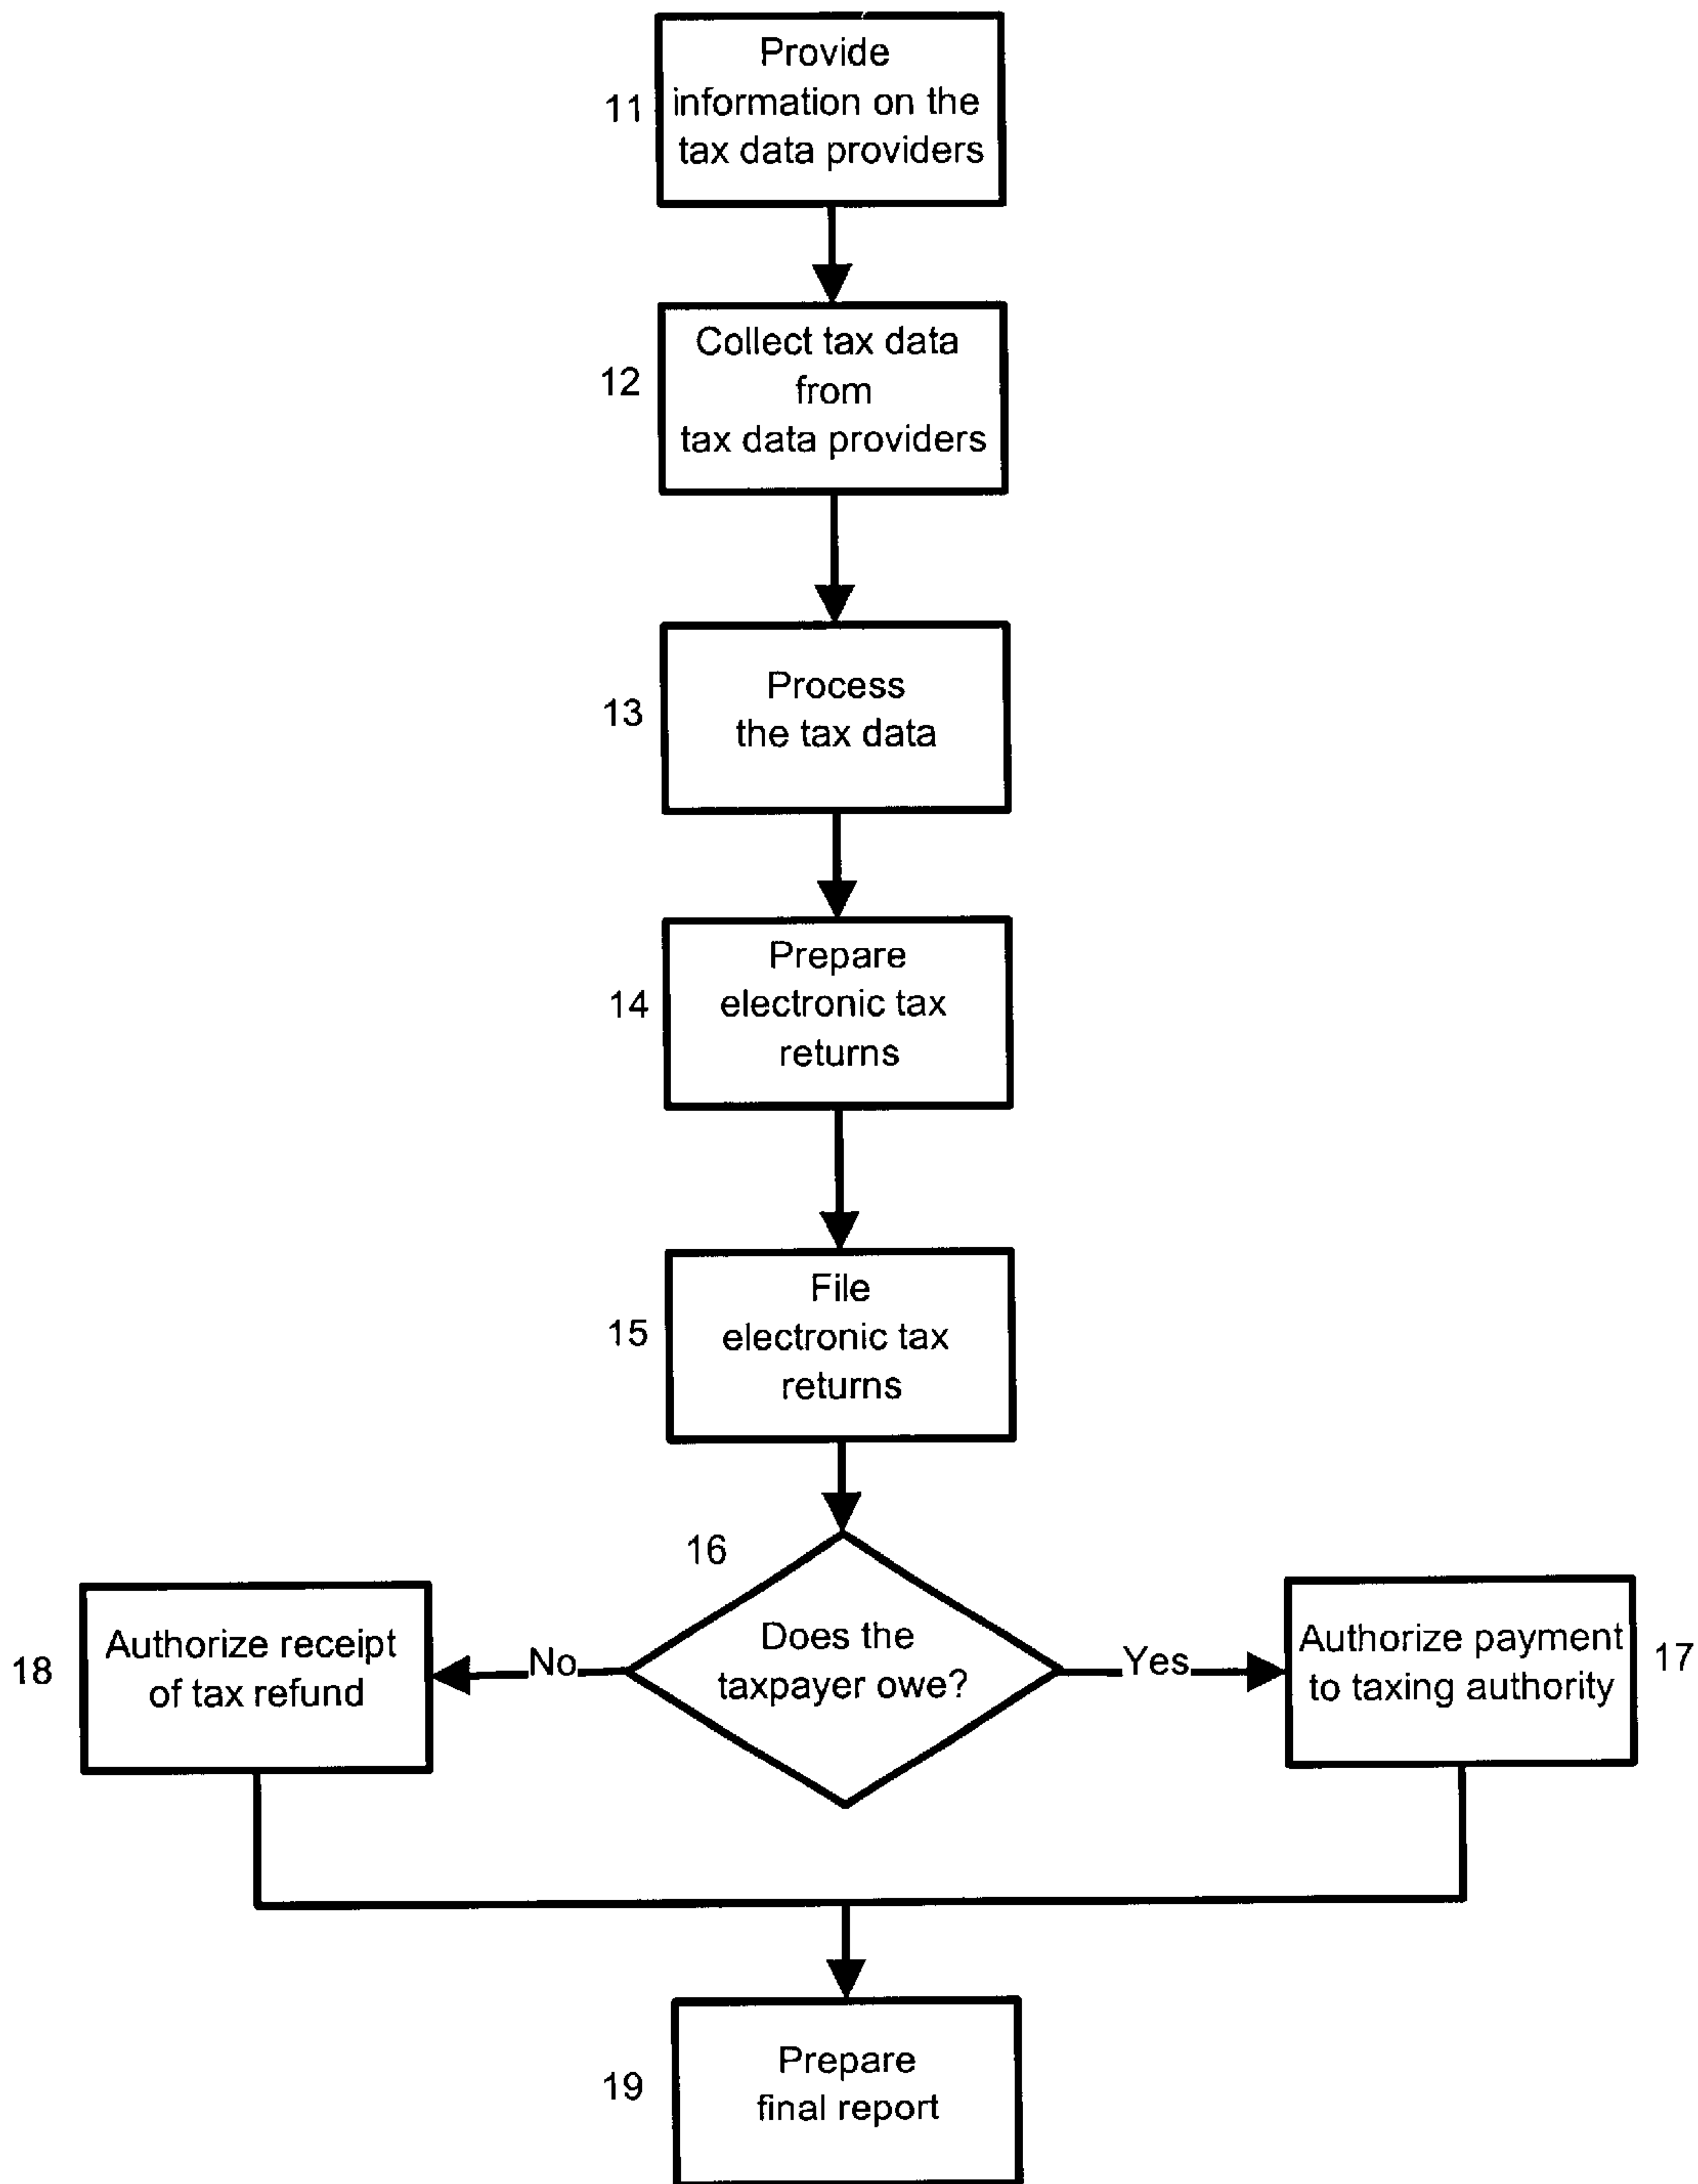 Provide
11 information on the
tax data providers
Collect tax data
12 from
tax data providers
Process
13 the tax data
Prepare
14 electronic tax
returns
File
15 electronic tax
returns
16
Does the
taxpayer owe?
No
Yes
18 Authorize receipt
of tax refund
Authorize payment 17
to taxing authority
Prepare
19 final report